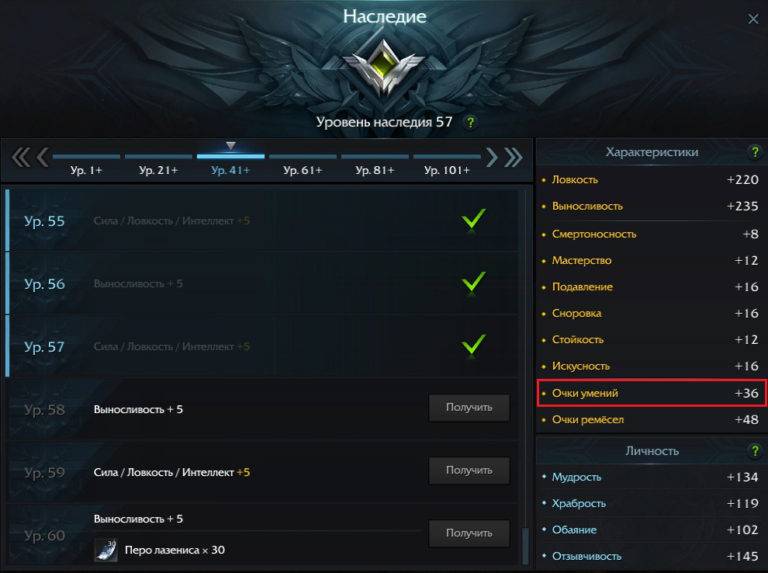 Наследие
Уровень наследия 57 ?
Ур. 1+ Ур. 21+ Ур. 41+ Ур. 61+ Ур. 81+ Ур. 101+
Ур. 55 Сила / Ловкость / Интеллект +5
Ур. 56 Выносливость + 5
Ур. 57 Сила / Ловкость / Интеллект +5
Ур. 58 Выносливость + 5 Получить
Ур. 59 Сила / Ловкость / Интеллект +5 Получить
Ур. 60 Выносливость + 5 Получить
30 Перо лазениса × 30
Характеристики ?
Ловкость +220
Выносливость +235
Смертоносность +8
Мастерство +12
Подавление +16
Сноровка +16
Стойкость +12
Искусность +16
Очки умений +36
Очки ремёсел +48
Личность ?
Мудрость +134
Храбрость +119
Обаяние +102
Отзывчивость +145